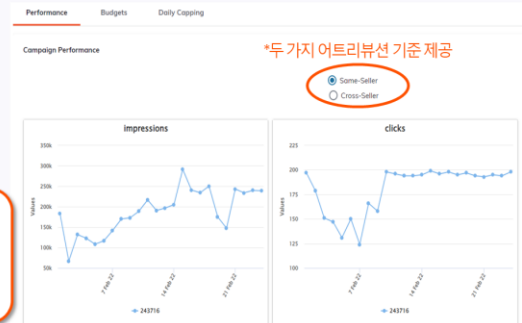 Performance Budgets Daily Capping
Campaign Performance
*두 가지 어트리뷰션 기준 제공
Same-Seller
Cross-Seller
impressions
350k
300k
250k
200k
150k
100k
50k
Values
7 Feb 22
14 Feb 22
21 Feb 22
243716
clicks
225
200
175
150
125
100
Values
7 Feb 22
14 Feb 22
21 Feb 22
243716